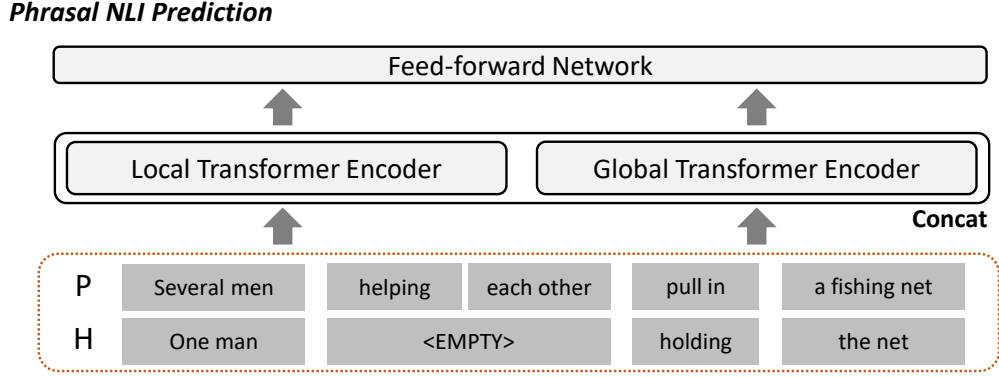 Phrasal NLI Prediction
Feed-forward Network
Local Transformer Encoder Global Transformer Encoder
Concat
P Several men helping each other pull in a fishing net
H One man <EMPTY> holding the net